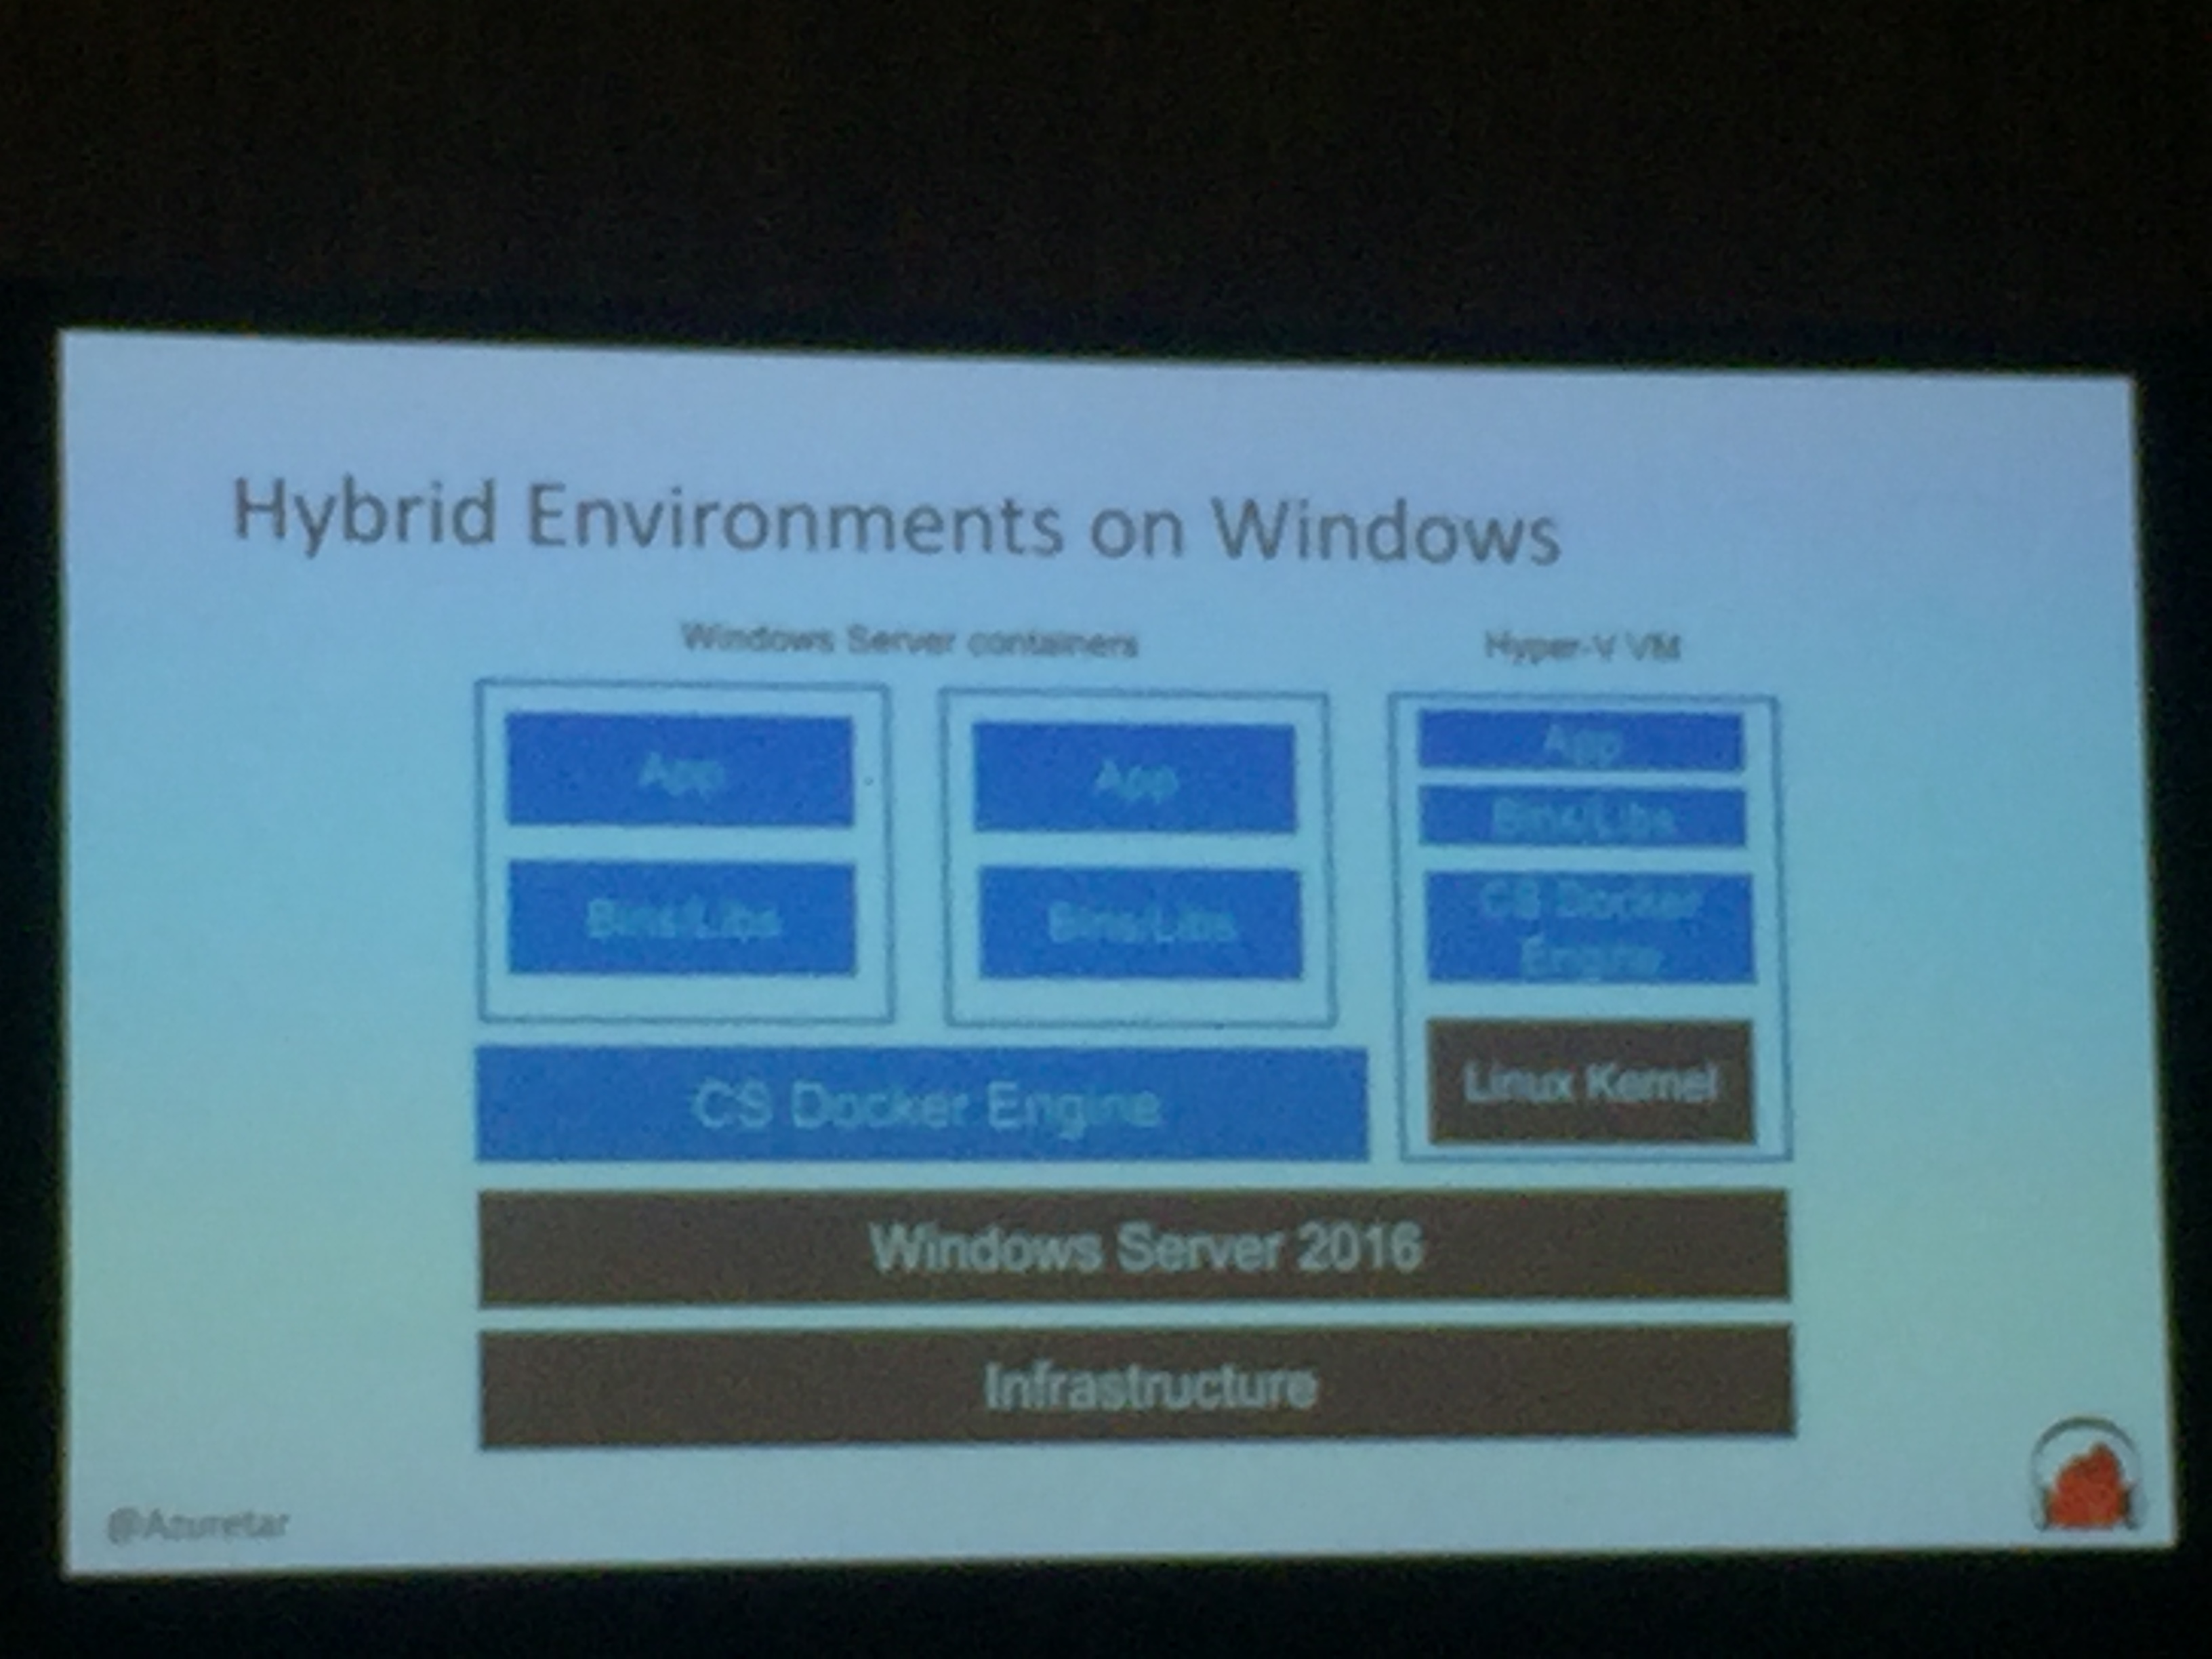 Hybrid Environments on Windows
Windows Server containers
Hyper-V VM
App
Bins/Libs
App
Bins/Libs
App
Bins/Libs
CS Docker
Engine
Linux Kernel
CS Docker Engine
Windows Server 2016
Infrastructure
@Azuretar